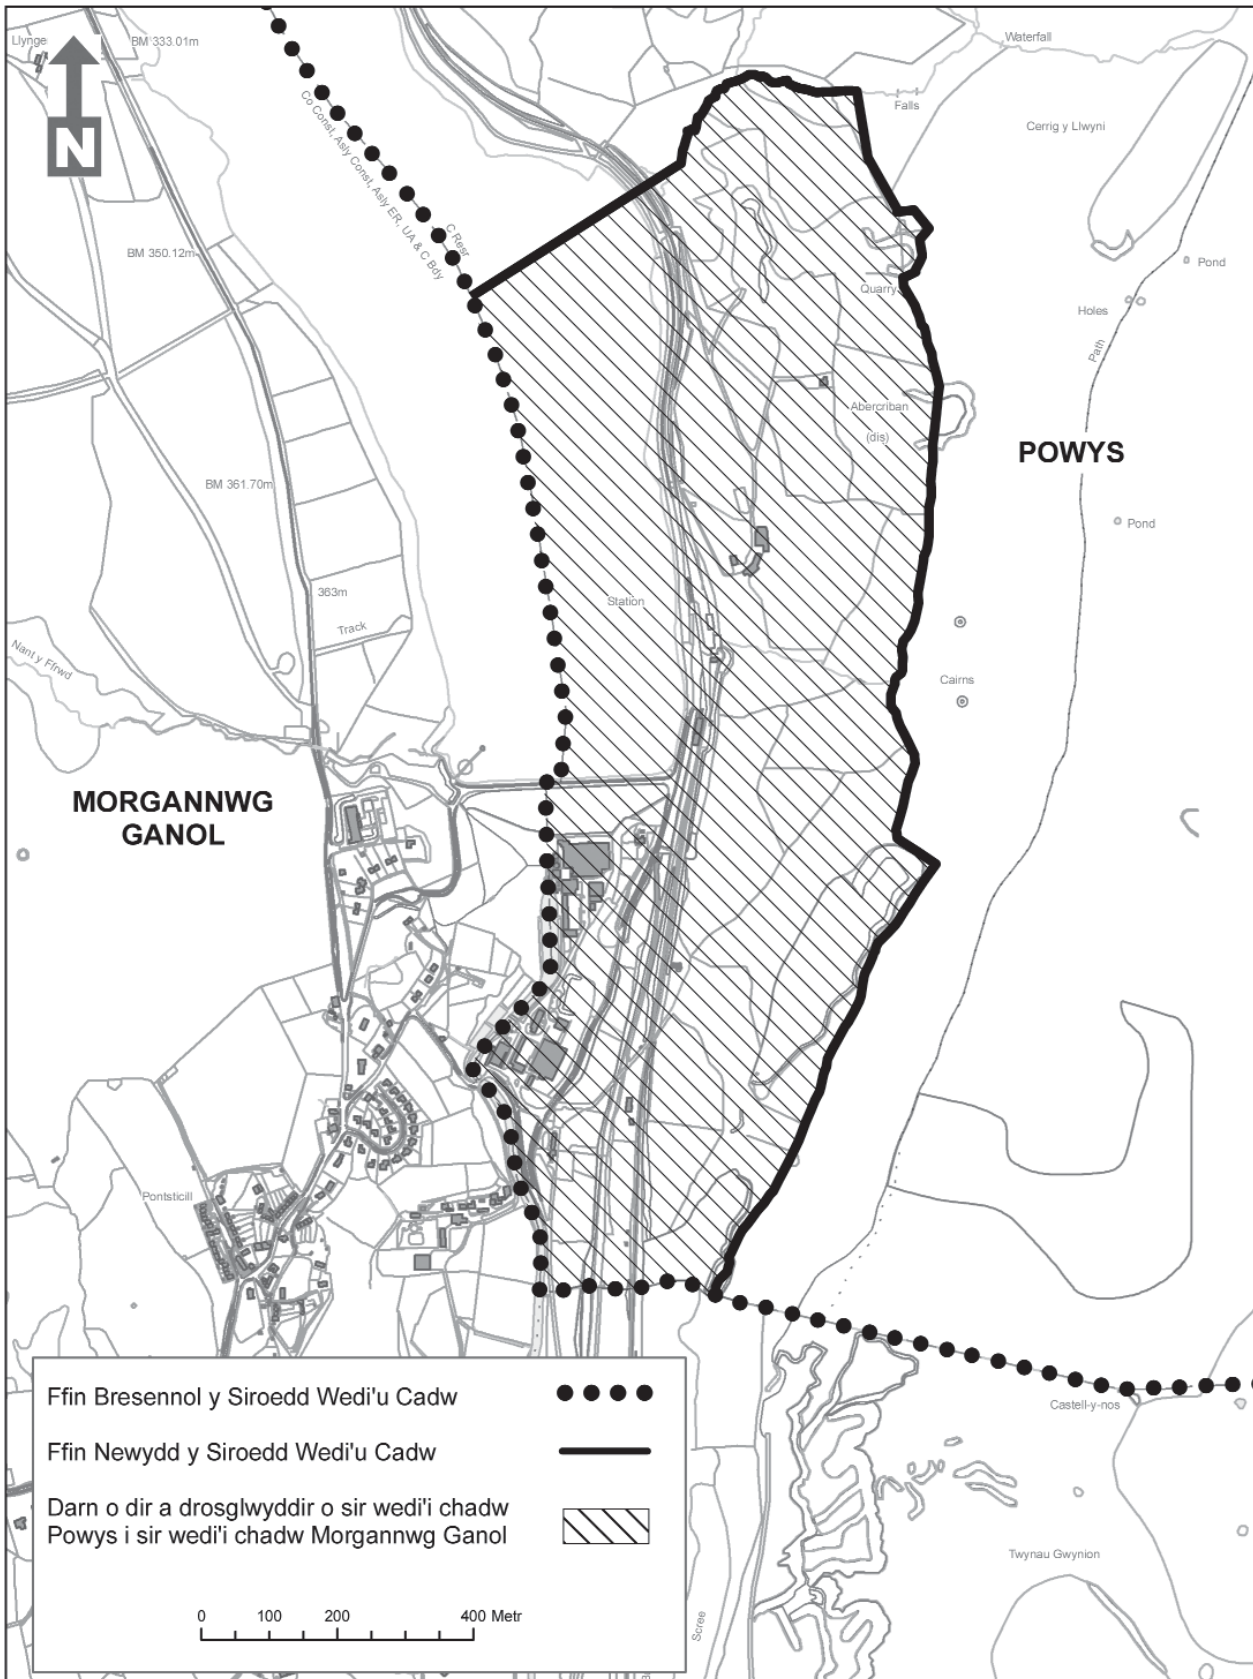 Llynge
BM 333.01m
Waterfall
Falls
Cerrig y Llwyni
N
Co Const, Asly Const, Asly ER, UA & C Bdy
C Resr
BM 350.12m
Pond
Quarry
Holes
Path
Abercriban
(dis)
POWYS
BM 361.70m
Pond
363m
Station
Track
Nant y Ffrwd
Cairns
MORGANNWG
GANOL
Pontsticill
Castell-y-nos
Ffin Bresennol y Siroedd Wedi'u Cadw
Ffin Newydd y Siroedd Wedi'u Cadw
Darn o dir a drosglwyddir o sir wedi'i chadw
Powys i sir wedi'i chadw Morgannwg Ganol
Twynau Gwynion
0 100 200 400 Metr
Scree